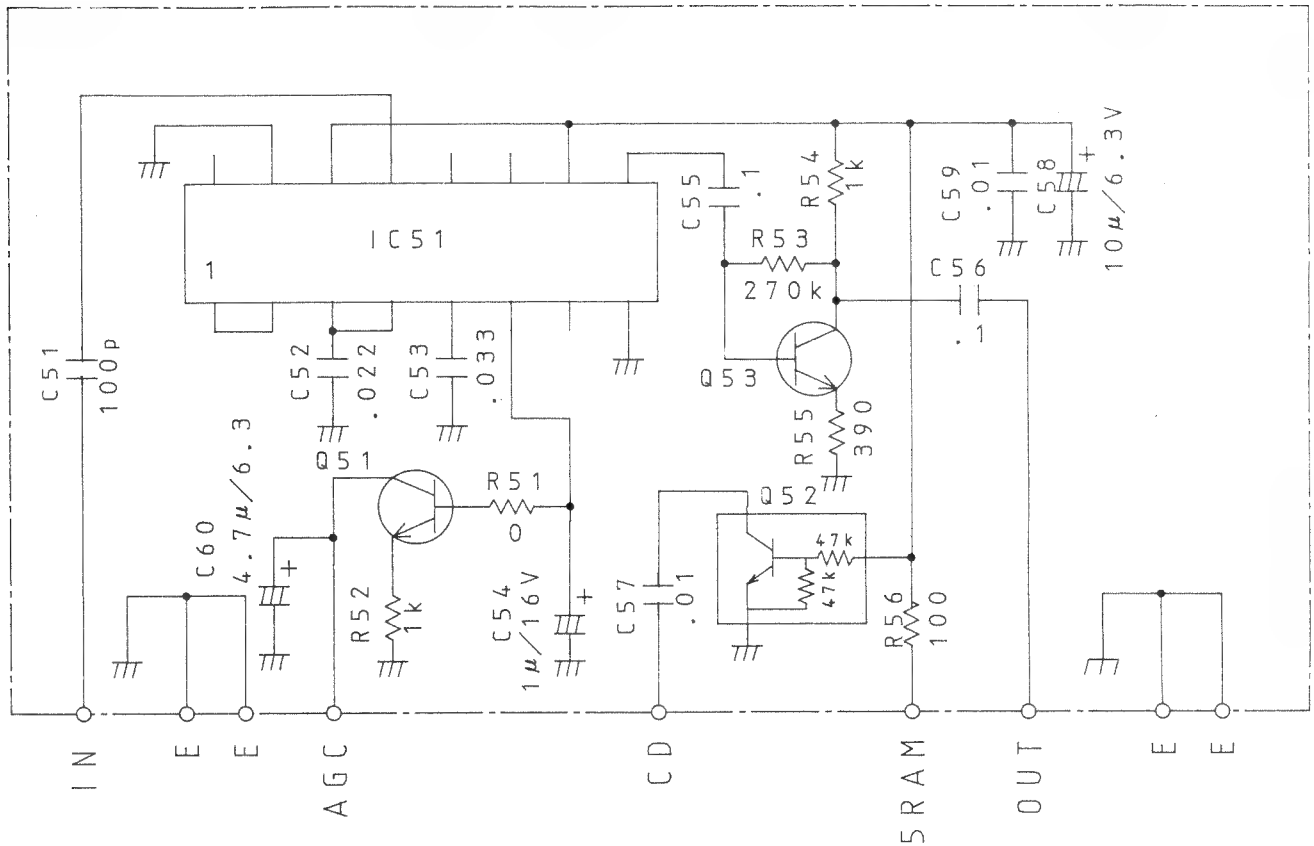 IC51
1
C51
100p
C52
.022
C53
.033
C55
.1
R54
1k
R53
270k
C59
.01
C58
+
10μ/6.3V
C56
.1
Q53
R55
390
Q51
R51
0
C60
4.7μ/6.3
+
R52
1k
C54
1μ/16V
+
C57
.01
Q52
47k
47k
R56
100
IN
E
E
AGC
CD
5RAM
OUT
E
E